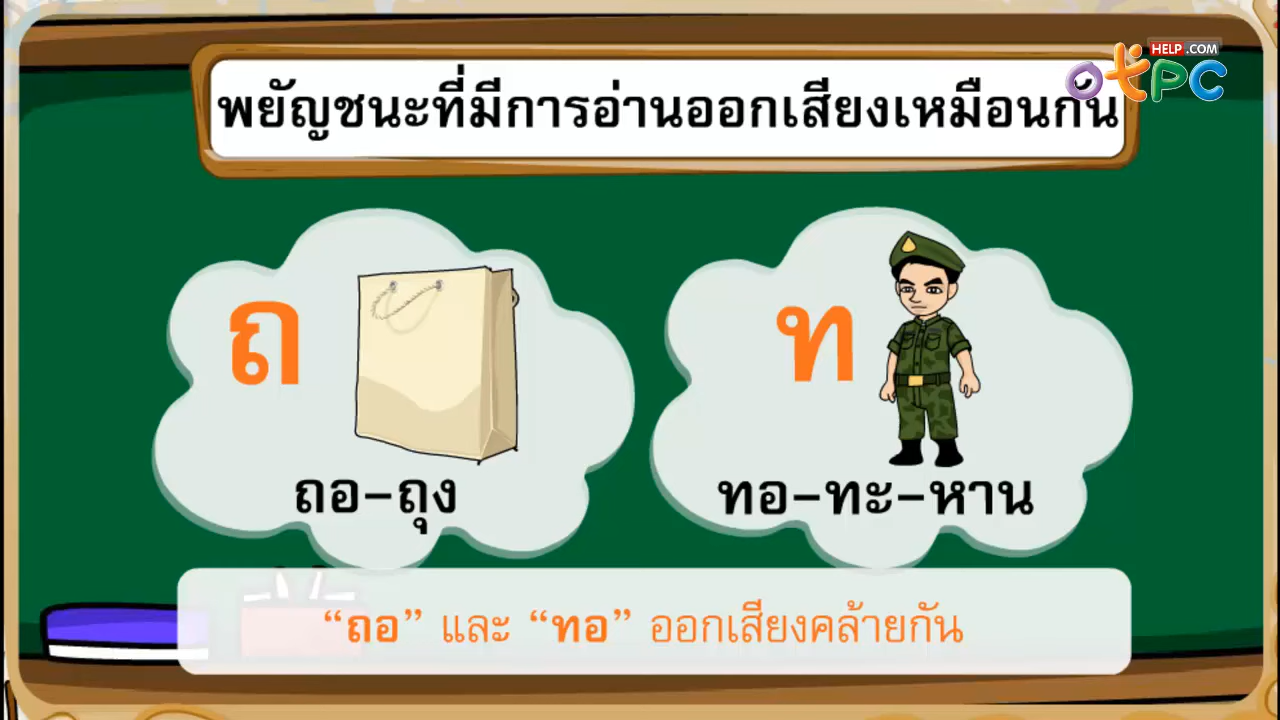 พยัญชนะที่มีการอ่านออกเสียงเหมือนกัน
HELP .COM
OTPC
ถ
ท
ถอ-ถุง
ทอ-ทะ-หาน
“ถอ” และ “ทอ” ออกเสียงคล้ายกัน